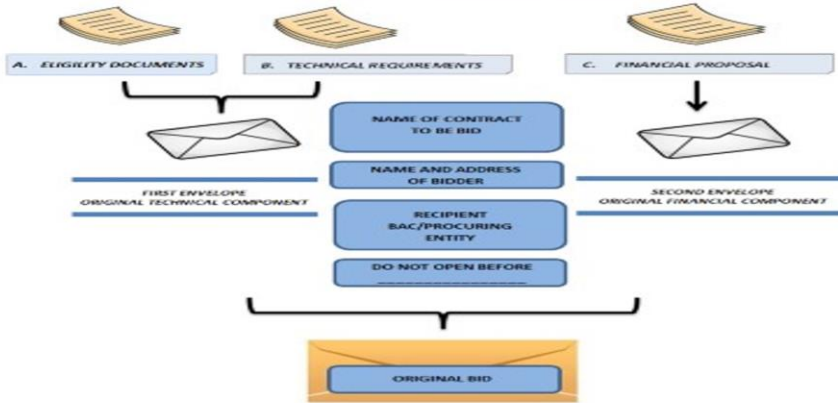 A. ELIGILITY DOCUMENTS
B. TECHNICAL REQUIREMENTS
C. FINANCIAL PROPOSAL
NAME OF CONTRACT
TO BE BID
NAME AND ADDRESS
OF BIDDER
FIRST ENVELOPE
ORIGINAL TECHNICAL COMPONENT
SECOND ENVELOPE
ORIGINAL FINANCIAL COMPONENT
RECIPIENT
BAC/PROCURING
ENTITY
DO NOT OPEN BEFORE
_________________
ORIGINAL BID